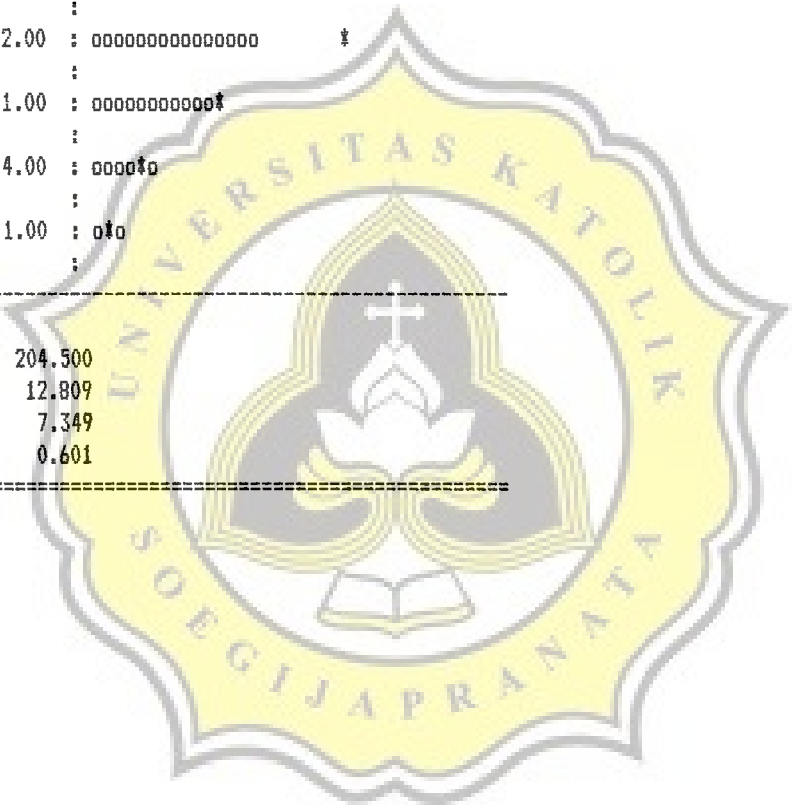 :
2.00 : ooooooooooooooo *
:
1.00 : ooooooooooo*
:
4.00 : oooo*o
:
1.00 : o*o
:
--------------------------------------------------
204.500
12.809
7.349
0.601
==================================================
UNIVERSITAS KATOLIK
SOEGIJAPRANATA